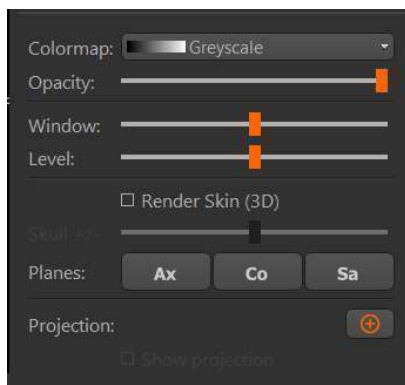 Colormap: Greyscale
Opacity:
Window:
Level:
Render Skin (3D)
Skull +/-
Planes: Ax Co Sa
Projection:
Show projection